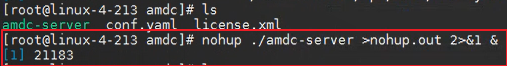 [root@linux-4-213 amdc]# ls
amdc-server conf.yaml license.xml
[root@linux-4-213 amdc]# nohup ./amdc-server >nohup.out 2>&1 &
[1] 21183